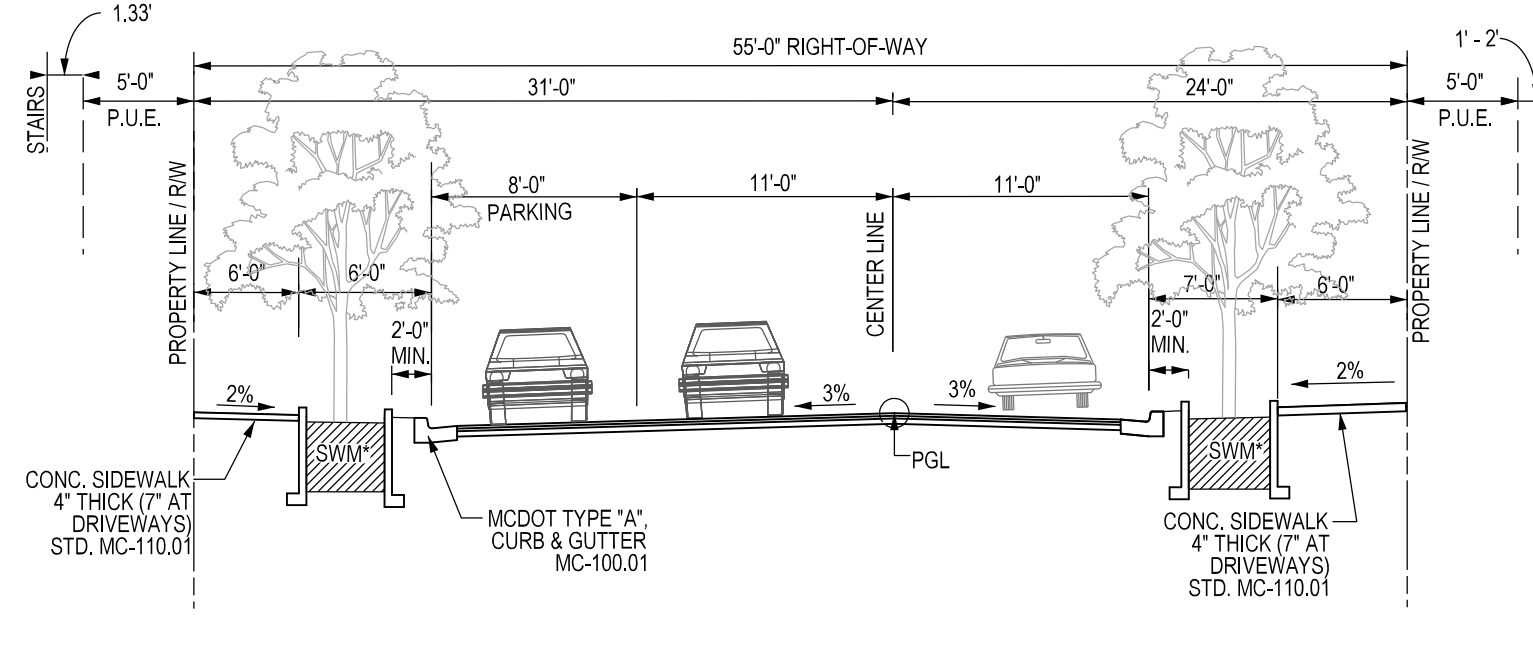 1.33'
55'-0" RIGHT-OF-WAY
1' - 2'
STAIRS
5'-0"
P.U.E.
31'-0"
24'-0"
5'-0"
P.U.E.
PROPERTY LINE / R/W
8'-0"
PARKING
11'-0"
CENTER LINE
11'-0"
PROPERTY LINE / R/W
6'-0"
6'-0"
7'-0"
6'-0"
2'-0"
MIN.
2'-0"
MIN.
2%
3%
3%
2%
SWM*
SWM*
PGL
CONC. SIDEWALK
4" THICK (7" AT
DRIVEWAYS)
STD. MC-110.01
MCDOT TYPE "A",
CURB & GUTTER
MC-100.01
CONC. SIDEWALK
4" THICK (7" AT
DRIVEWAYS)
STD. MC-110.01